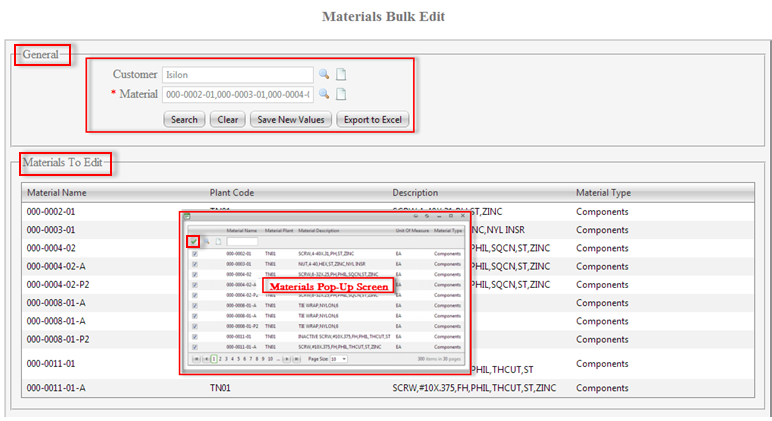 Materials Bulk Edit
General
Customer Isilon
* Material 000-0002-01,000-0003-01,000-0004-(
Search Clear Save New Values Export to Excel
Materials To Edit
Material Name Plant Code Description Material Type
000-0002-01 TN01 SCRW,4-40X.31,PH,ST,ZINC Components
000-0003-01 NC,NYL INSR Components
000-0004-02 PHIL,SQCN,ST,ZINC Components
000-0004-02-A PHIL,SQCN,ST,ZINC Components
000-0004-02-P2 PHIL,SQCN,ST,ZINC Components
000-0008-01-A Components
000-0008-01-A Components
000-0008-01-P2 Components
000-0011-01 PHIL,THCUT,ST Components
000-0011-01-A TN01 SCRW,#10X.375,FH,PHIL,THCUT,ST,ZINC Components
Material Name Material Plant Material Description Unit Of Measure Material Type
000-0002-01 TN01 SCRW,4-40X.31,PH,ST,ZINC EA Components
000-0003-01 TN01 NUT,4-40,HEX,ST,ZINC,NYL INSR EA Components
000-0004-02 TN01 SCRW,6-32X.25,FH,PHIL,SQCN,ST,ZINC EA Components
000-0004-02-A TN01 Components
Materials Pop-Up Screen
000-0004-02-P2 TN01 SCRW,6-32X.25,FH,PHIL,SQCN,ST,ZINC EA Components
000-0008-01-A TN01 TIE WRAP,NYLON,6 EA Components
000-0008-01-A TN01 TIE WRAP,NYLON,6 EA Components
000-0008-01-P2 TN01 TIE WRAP,NYLON,6 EA Components
000-0011-01 TN01 INACTIVE SCRW,#10X.375,FH,PHIL,THCUT,ST EA Components
000-0011-01-A TN01 SCRW,#10X.375,FH,PHIL,THCUT,ST,ZINC EA Components
1 2 3 4 5 6 7 8 9 10 ... Page Size 10 300 items in 30 pages